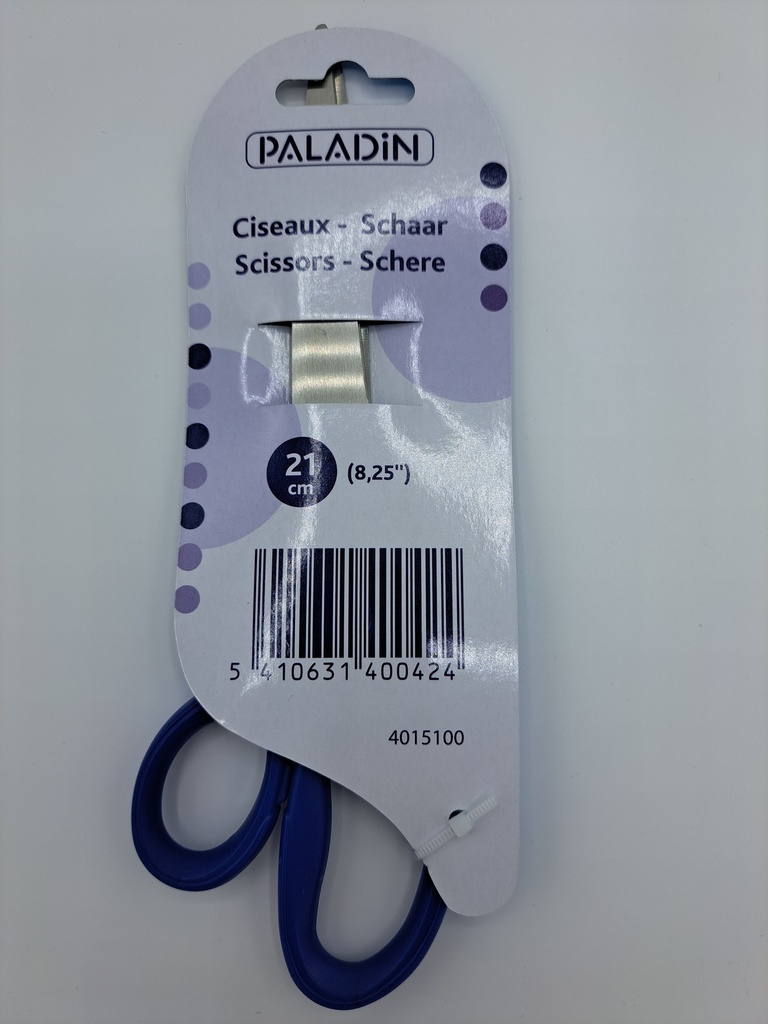 PALADiN
Ciseaux - Schaar
Scissors - Schere
21 cm (8,25")
5 410631 400424
4015100